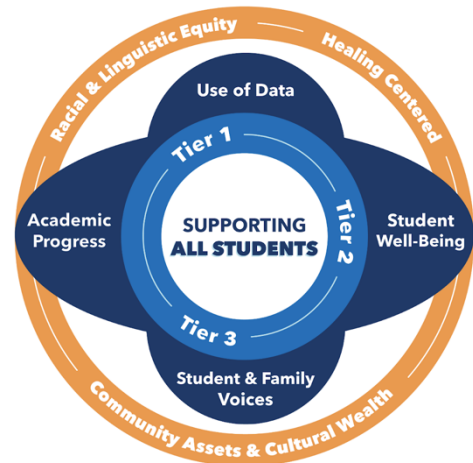 Racial & Linguistic Equity
Healing Centered
Use of Data
Tier 1
Academic
Progress
SUPPORTING
ALL STUDENTS
Tier 2
Student
Well-Being
Tier 3
Student & Family
Voices
Community Assets & Cultural Wealth